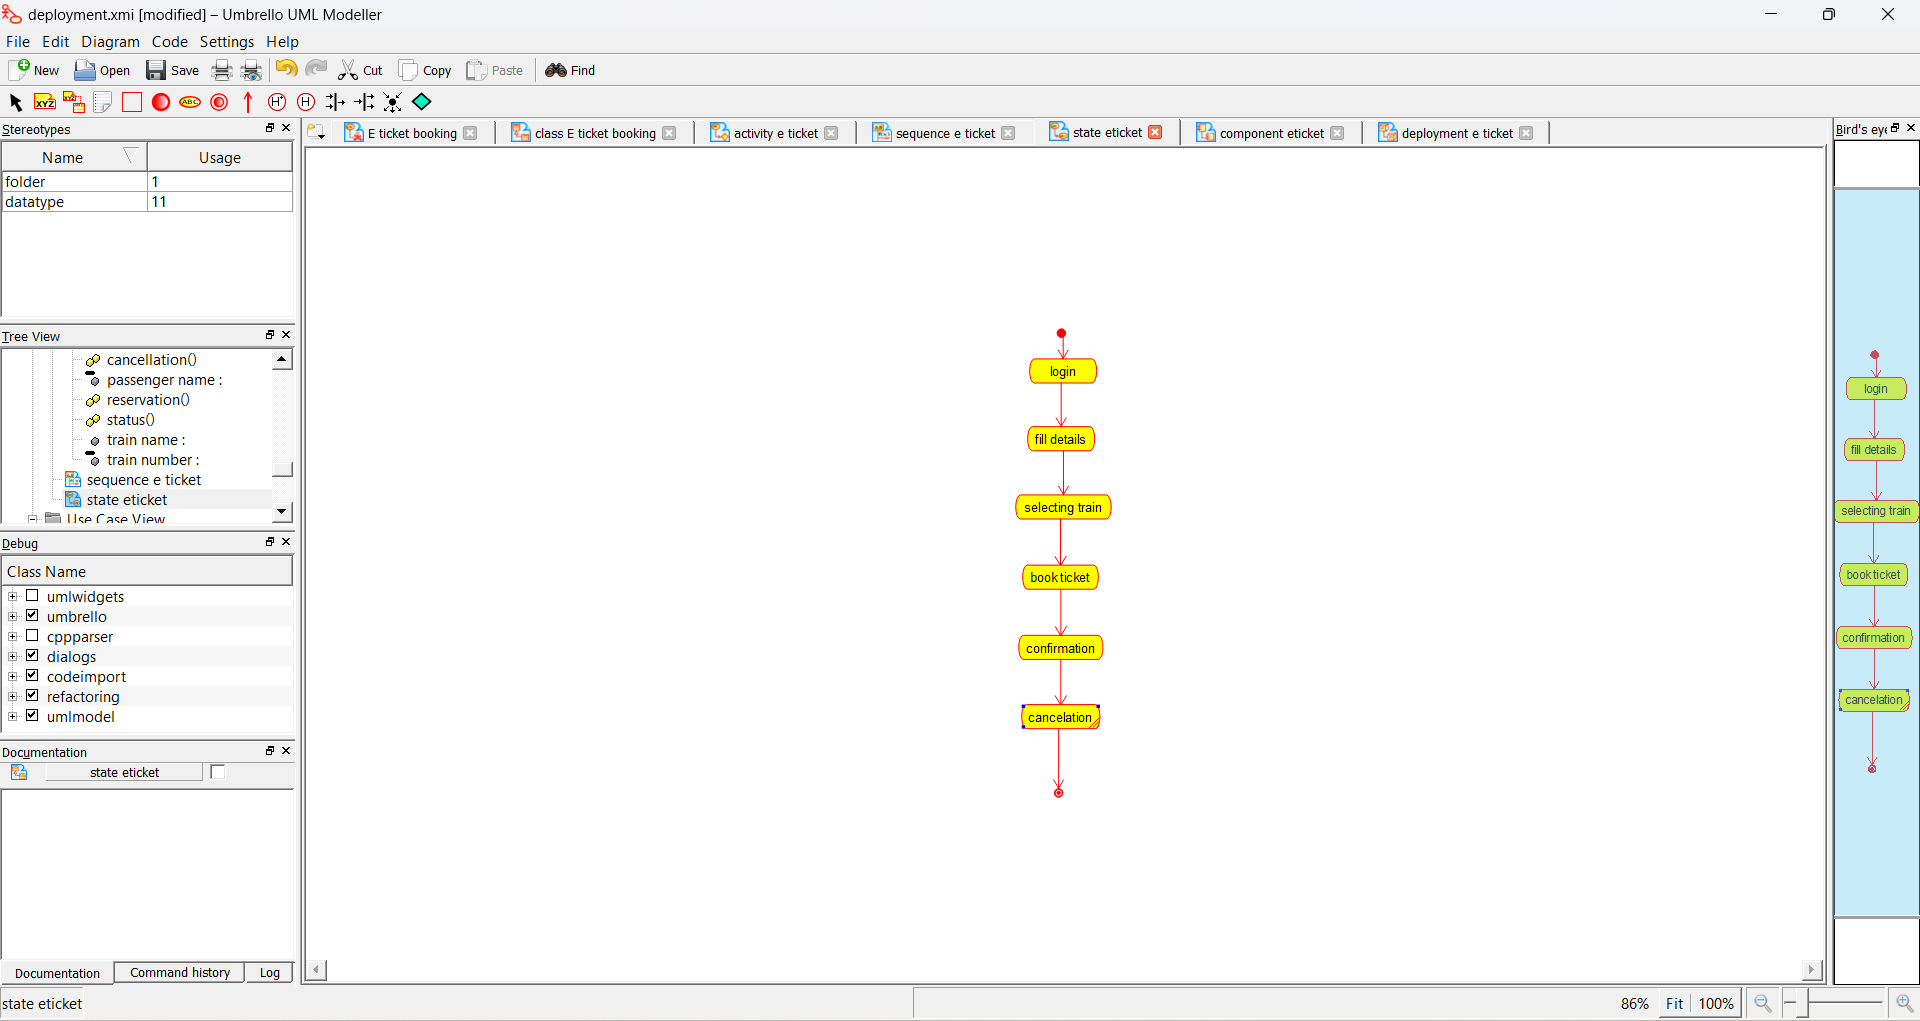 deployment.xmi [modified] – Umbrello UML Modeller
File Edit Diagram Code Settings Help
New Open Save Cut Copy Paste Find
XYZ XYZ ABC H* H
Stereotypes
Name Usage
folder 1
datatype 11
Tree View
cancellation()
passenger name :
reservation()
status()
train name :
train number :
sequence e ticket
state eticket
Use Case View
Debug
Class Name
umlwidgets
umbrello
cppparser
dialogs
codeimport
refactoring
umlmodel
Documentation
state eticket
Documentation Command history Log
E ticket booking class E ticket booking activity e ticket sequence e ticket state eticket component eticket deployment e ticket
login
fill details
selecting train
book ticket
confirmation
cancelation
Bird's eye
login
fill details
selecting train
book ticket
confirmation
cancelation
state eticket
86% Fit 100%